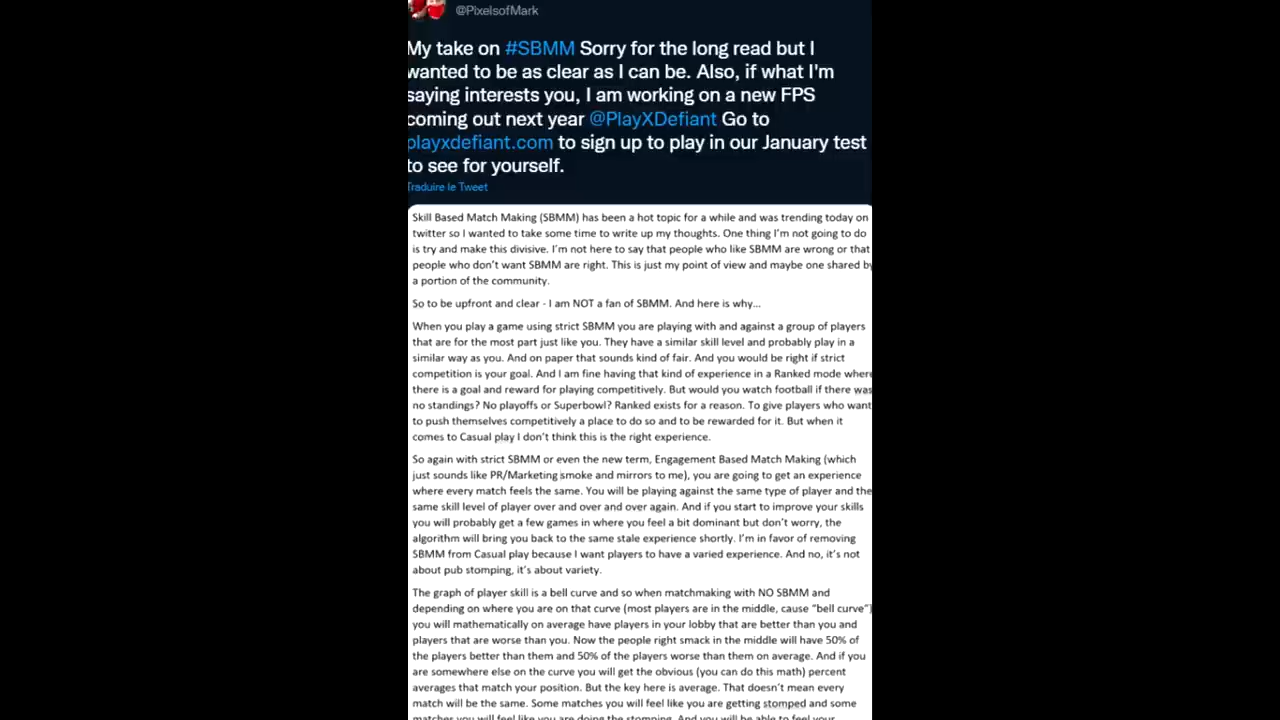 @PixelsofMark
My take on #SBMM Sorry for the long read but I
wanted to be as clear as I can be. Also, if what I'm
saying interests you, I am working on a new FPS
coming out next year @PlayXDefiant Go to
playxdefiant.com to sign up to play in our January test
to see for yourself.
Traduire le Tweet
Skill Based Match Making (SBMM) has been a hot topic for a while and was trending today on
twitter so I wanted to take some time to write up my thoughts. One thing I'm not going to do
is try and make this divisive. I'm not here to say that people who like SBMM are wrong or that
people who don't want SBMM are right. This is just my point of view and maybe one shared by
a portion of the community.
So to be upfront and clear - I am NOT a fan of SBMM. And here is why...
When you play a game using strict SBMM you are playing with and against a group of players
that are for the most part just like you. They have a similar skill level and probably play in a
similar way as you. And on paper that sounds kind of fair. And you would be right if strict
competition is your goal. And I am fine having that kind of experience in a Ranked mode where
there is a goal and reward for playing competitively. But would you watch football if there was
no standings? No playoffs or Superbowl? Ranked exists for a reason. To give players who want
to push themselves competitively a place to do so and to be rewarded for it. But when it
comes to Casual play I don't think this is the right experience.
So again with strict SBMM or even the new term, Engagement Based Match Making (which
just sounds like PR/Marketing smoke and mirrors to me), you are going to get an experience
where every match feels the same. You will be playing against the same type of player and the
same skill level of player over and over and over again. And if you start to improve your skills
you will probably get a few games in where you feel a bit dominant but don't worry, the
algorithm will bring you back to the same stale experience shortly. I'm in favor of removing
SBMM from Casual play because I want players to have a varied experience. And no, it's not
about pub stomping, it's about variety.
The graph of player skill is a bell curve and so when matchmaking with NO SBMM and
depending on where you are on that curve (most players are in the middle, cause "bell curve")
you will mathematically on average have players in your lobby that are better than you and
players that are worse than you. Now the people right smack in the middle will have 50% of
the players better than them and 50% of the players worse than them on average. And if you
are somewhere else on the curve you will get the obvious (you can do this math) percent
averages that match your position. But the key here is average. That doesn't mean every
match will be the same. Some matches you will feel like you are getting stomped and some
matches you will feel like you are doing the stomping. And you will be able to feel your